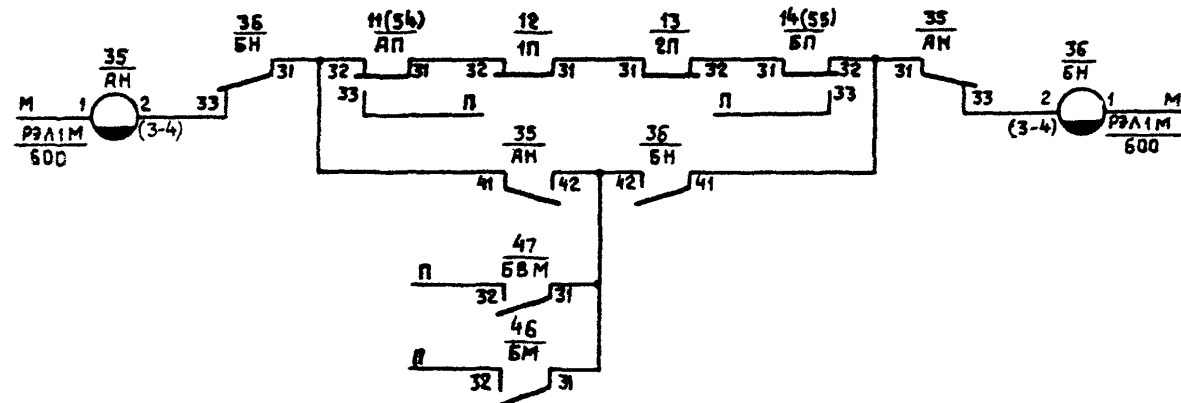 36 11(54) 12 13 14(55) 35
БН АП 1П 2П БП АН
35 36
АН БН
31 32 31 32 31 31 32 31 32 31
М 1 2 33 33 П П 33 33 2 1 М
(3-4) (3-4)
РЭЛ1М РЭЛ1М
600 600
35 36
АН БН
41 42 42 41
47
БВМ
П 32 31
46
БМ
П 32 31